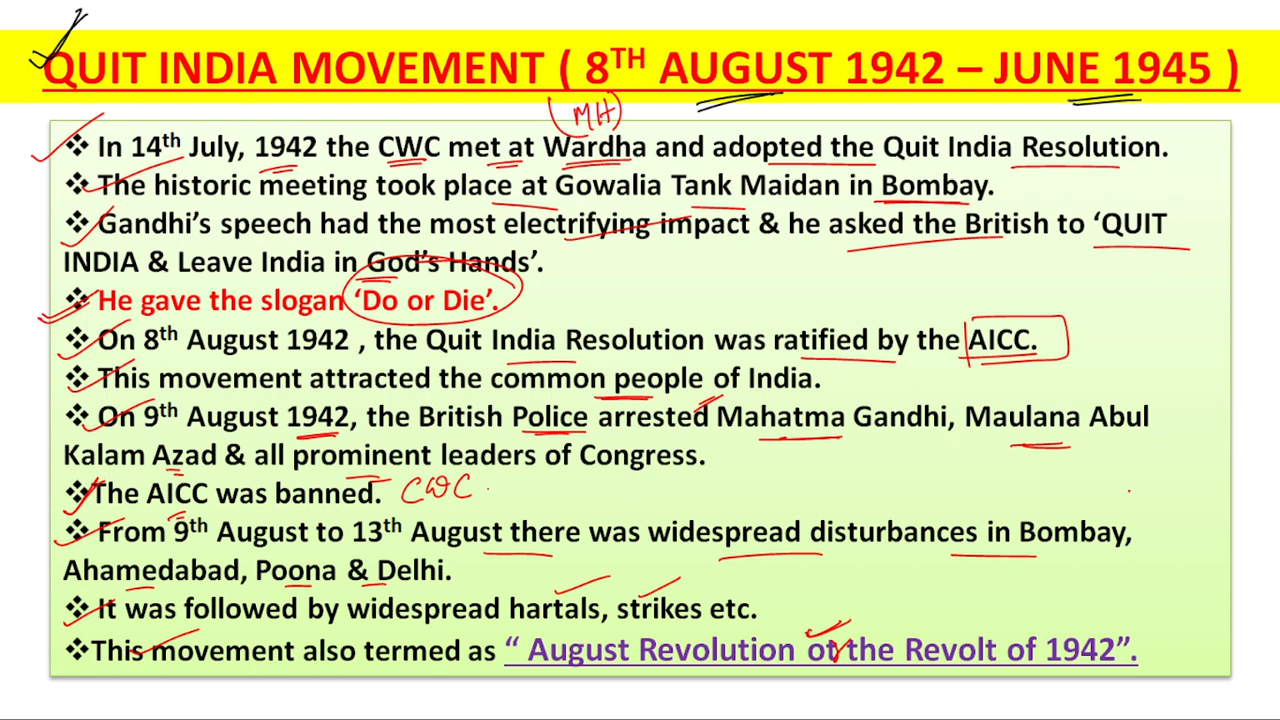 QUIT INDIA MOVEMENT ( 8TH AUGUST 1942 – JUNE 1945 )
(MH)
❖ In 14th July, 1942 the CWC met at Wardha and adopted the Quit India Resolution.
❖ The historic meeting took place at Gowalia Tank Maidan in Bombay.
❖ Gandhi's speech had the most electrifying impact & he asked the British to ‘QUIT
INDIA & Leave India in God's Hands’.
❖ He gave the slogan ‘Do or Die’.
❖ On 8th August 1942 , the Quit India Resolution was ratified by the AICC.
❖ This movement attracted the common people of India.
❖ On 9th August 1942, the British Police arrested Mahatma Gandhi, Maulana Abul
Kalam Azad & all prominent leaders of Congress.
❖The AICC was banned. CWC
❖ From 9th August to 13th August there was widespread disturbances in Bombay,
Ahamedabad, Poona & Delhi.
❖ It was followed by widespread hartals, strikes etc.
❖This movement also termed as “ August Revolution or the Revolt of 1942”.